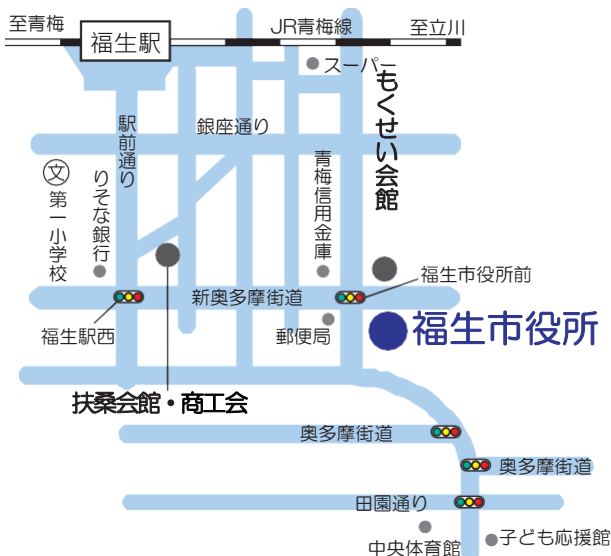 至青梅
福生駅
JR青梅線
至立川
スーパー
もくせい会館
駅前通り
銀座通り
文
第一小学校
りそな銀行
青梅信用金庫
新奥多摩街道
福生市役所前
福生駅西
郵便局
福生市役所
扶桑会館・商工会
奥多摩街道
奥多摩街道
田園通り
中央体育館
子ども応援館